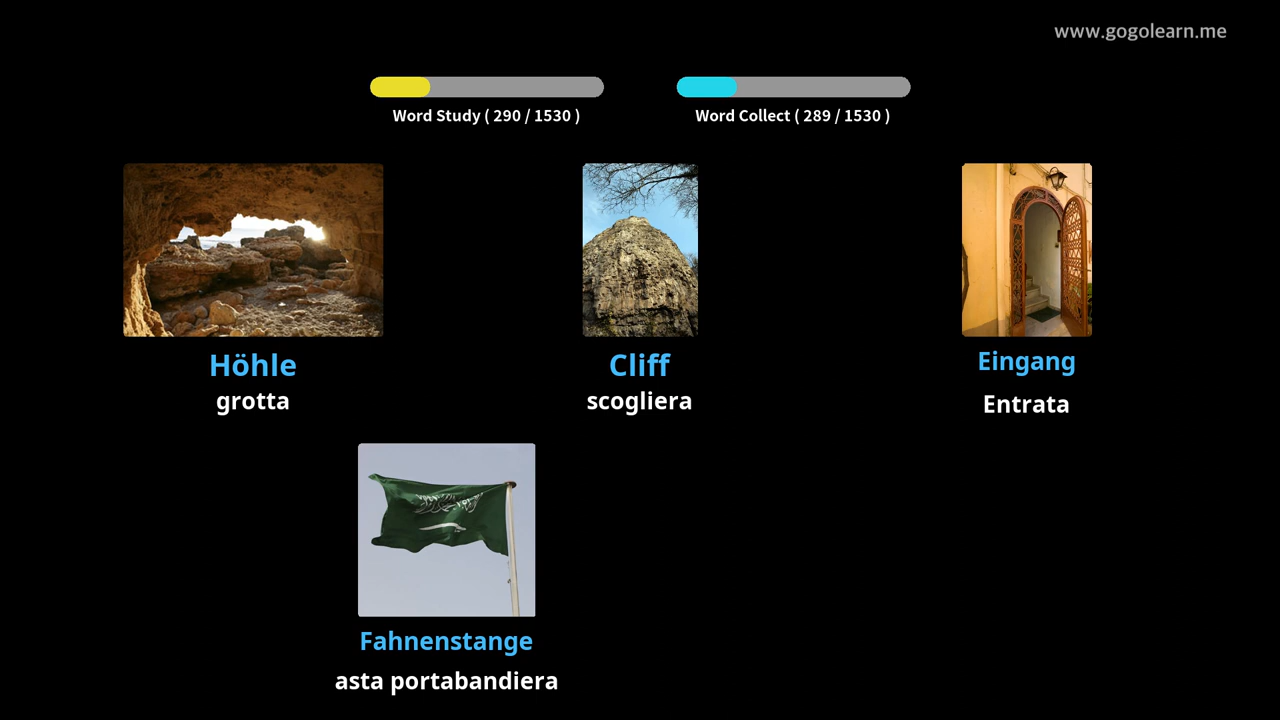 www.gogolearn.me
Word Study ( 290 / 1530 )
Word Collect ( 289 / 1530 )
Höhle
grotta
Cliff
scogliera
Eingang
Entrata
Fahnenstange
asta portabandiera